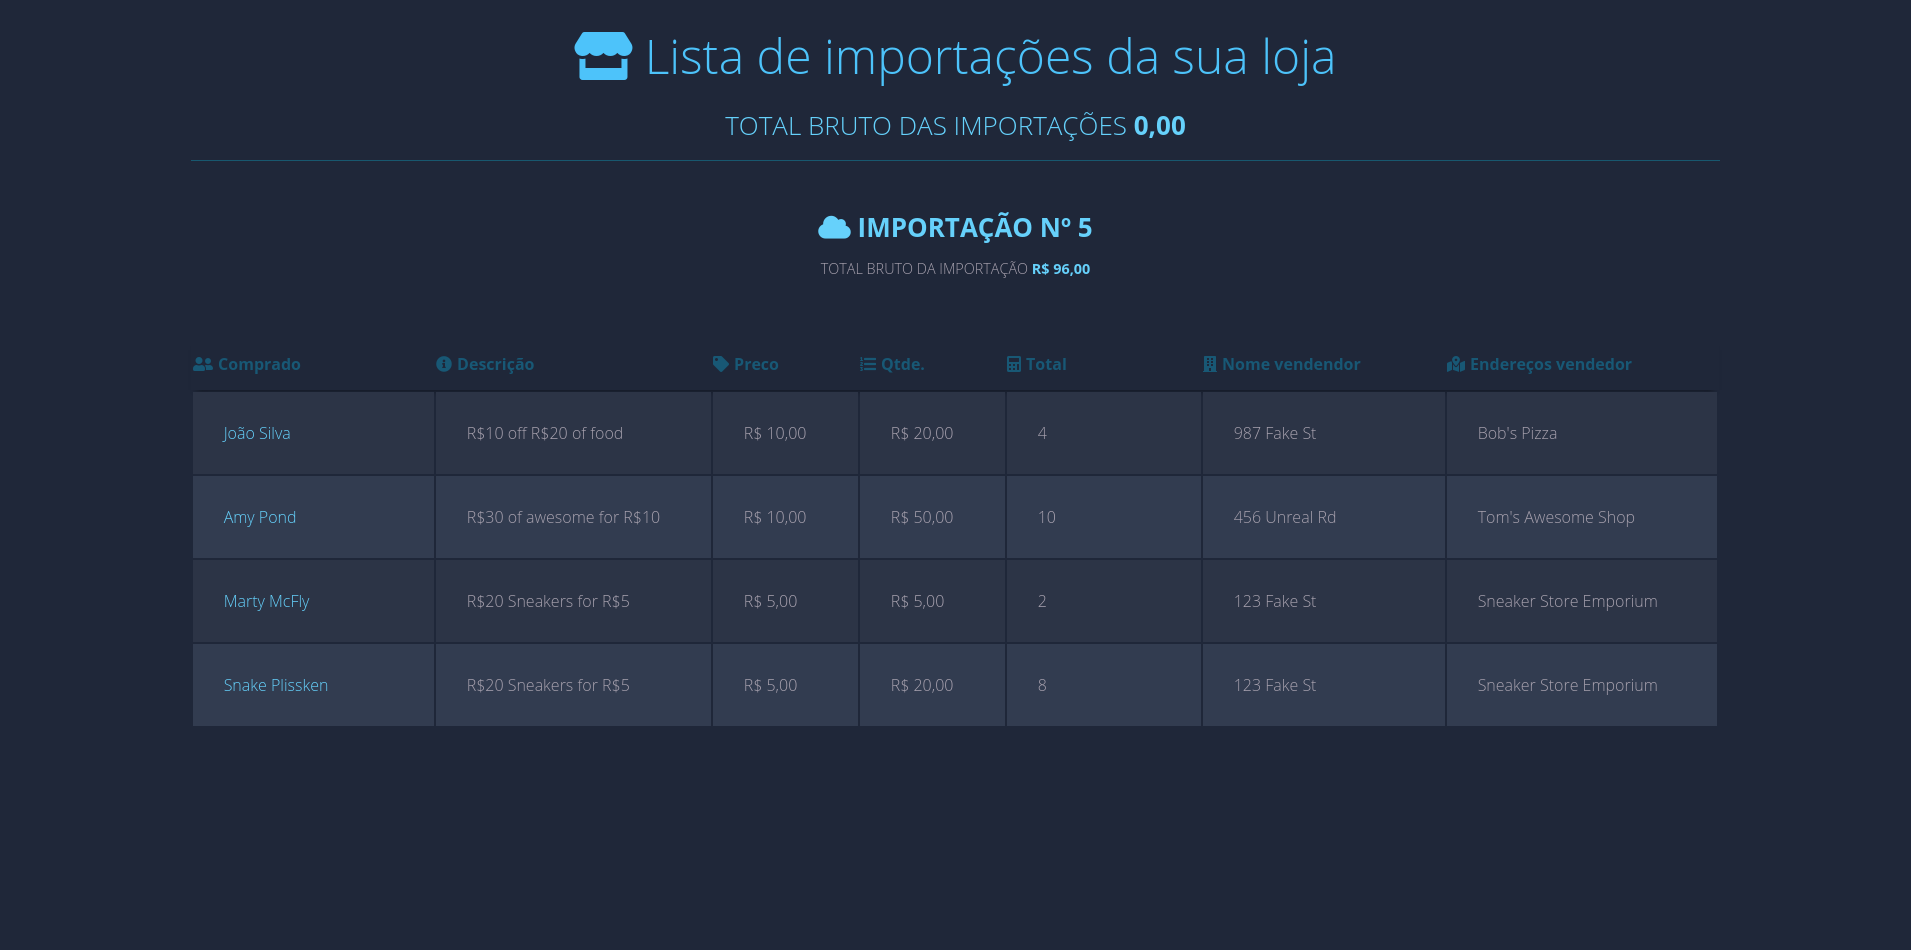 Lista de importações da sua loja
TOTAL BRUTO DAS IMPORTAÇÕES 0,00
IMPORTAÇÃO Nº 5
TOTAL BRUTO DA IMPORTAÇÃO R$ 96,00
Comprado Descrição Preco Qtde. Total Nome vendendor Endereços vendedor
João Silva R$10 off R$20 of food R$ 10,00 R$ 20,00 4 987 Fake St Bob's Pizza
Amy Pond R$30 of awesome for R$10 R$ 10,00 R$ 50,00 10 456 Unreal Rd Tom's Awesome Shop
Marty McFly R$20 Sneakers for R$5 R$ 5,00 R$ 5,00 2 123 Fake St Sneaker Store Emporium
Snake Plissken R$20 Sneakers for R$5 R$ 5,00 R$ 20,00 8 123 Fake St Sneaker Store Emporium